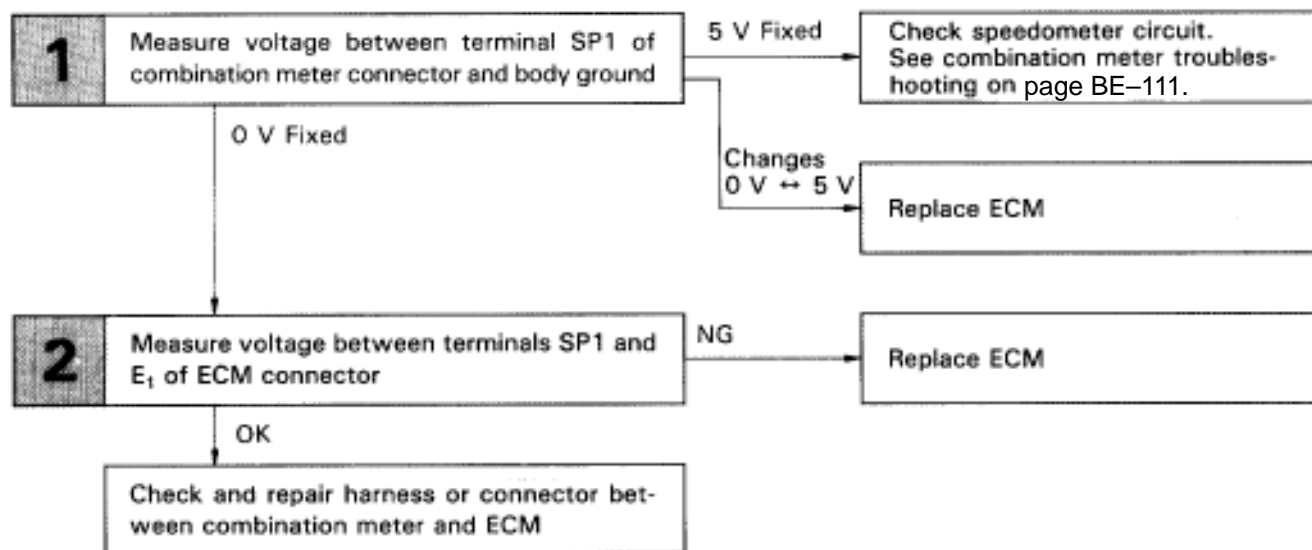 1
Measure voltage between terminal SP1 of
combination meter connector and body ground
5 V Fixed
Check speedometer circuit.
See combination meter troubles-
hooting on page BE–111.
0 V Fixed
Changes
0 V ↔ 5 V
Replace ECM
2
Measure voltage between terminals SP1 and
E₁ of ECM connector
NG
Replace ECM
OK
Check and repair harness or connector bet-
ween combination meter and ECM